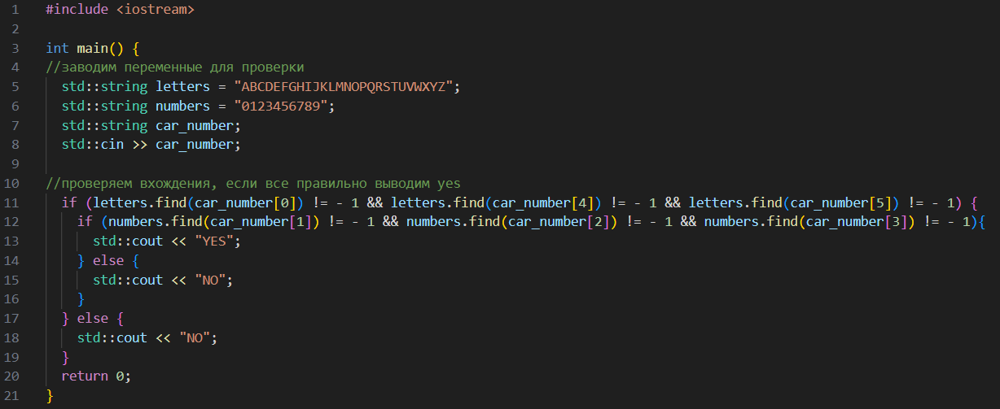 1 #include <iostream>
2
3 int main() {
4 //заводим переменные для проверки
5 std::string letters = "ABCDEFGHIJKLMNOPQRSTUVWXYZ";
6 std::string numbers = "0123456789";
7 std::string car_number;
8 std::cin >> car_number;
9
10 //проверяем вхождения, если все правильно выводим yes
11 if (letters.find(car_number[0]) != - 1 && letters.find(car_number[4]) != - 1 && letters.find(car_number[5]) != - 1) {
12 if (numbers.find(car_number[1]) != - 1 && numbers.find(car_number[2]) != - 1 && numbers.find(car_number[3]) != - 1){
13 std::cout << "YES";
14 } else {
15 std::cout << "NO";
16 }
17 } else {
18 std::cout << "NO";
19 }
20 return 0;
21 }